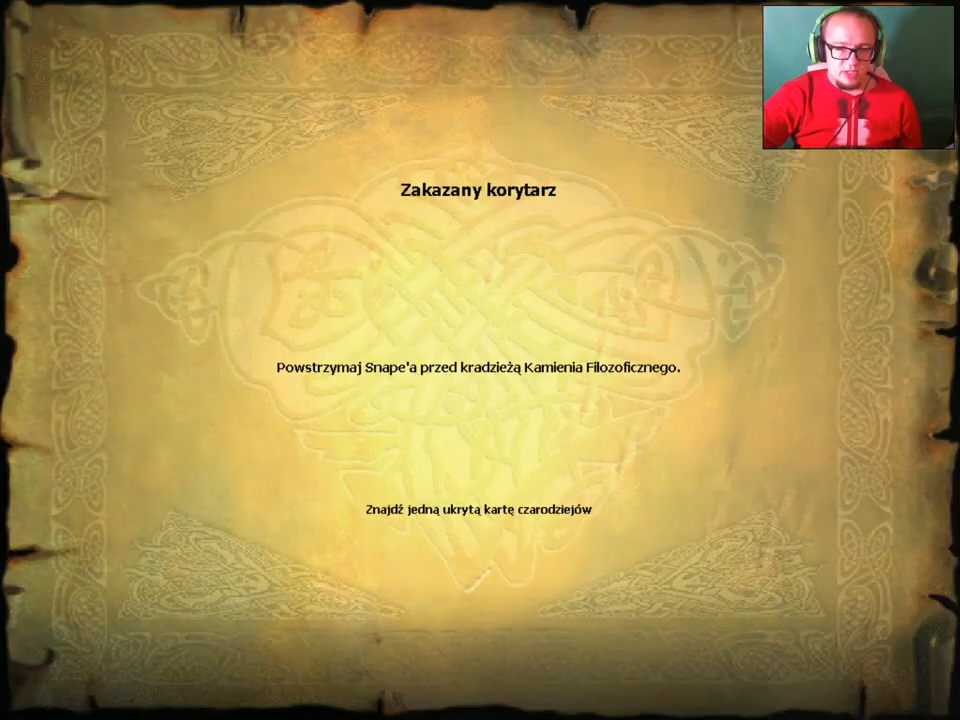 Zakazany korytarz
Powstrzymaj Snape'a przed kradzieżą Kamienia Filozoficznego.
Znajdź jedną ukrytą kartę czarodziejów